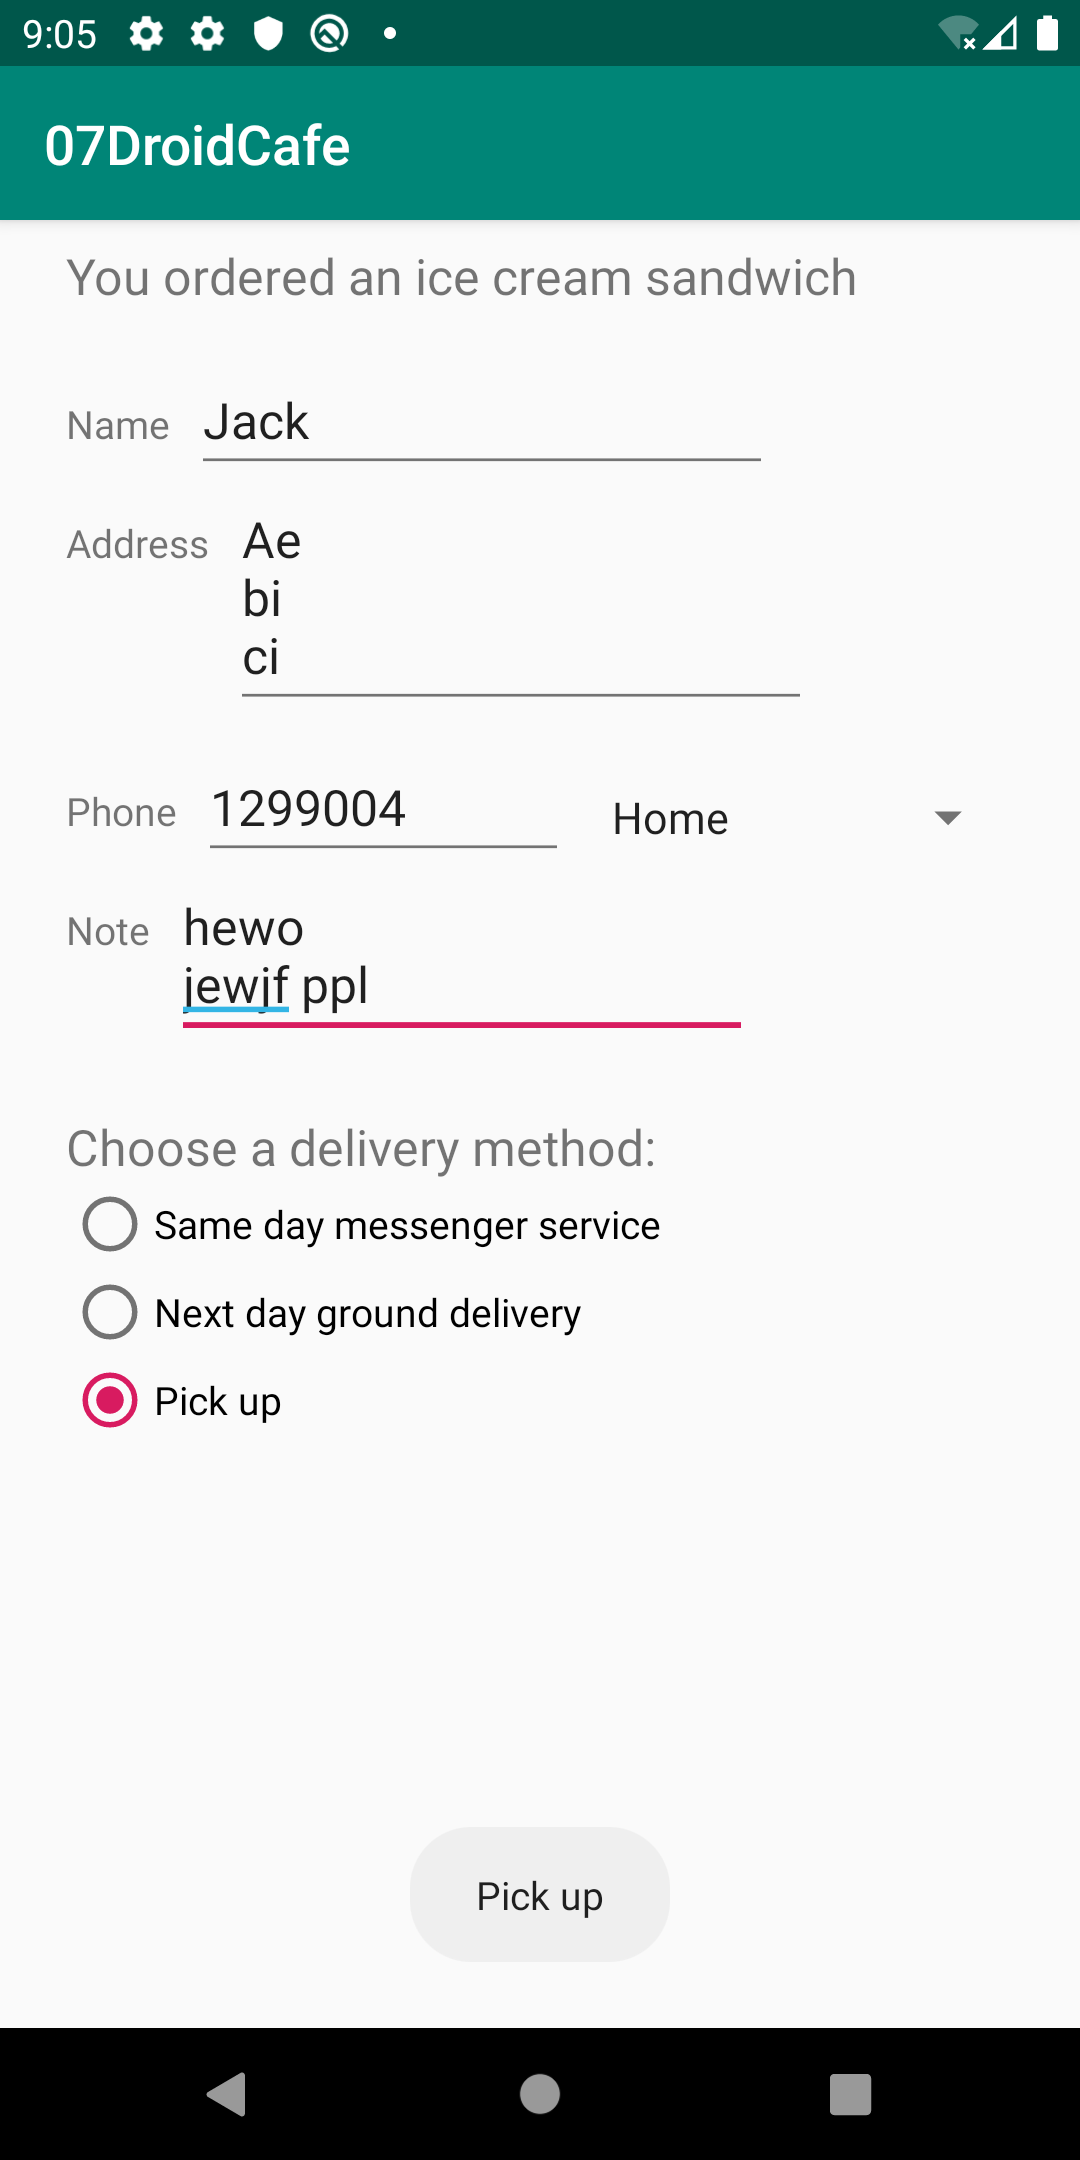 9:05
07DroidCafe
You ordered an ice cream sandwich
Name Jack
Address Ae
bi
ci
Phone 1299004 Home
Note hewo
jewjf ppl
Choose a delivery method:
Same day messenger service
Next day ground delivery
Pick up
Pick up